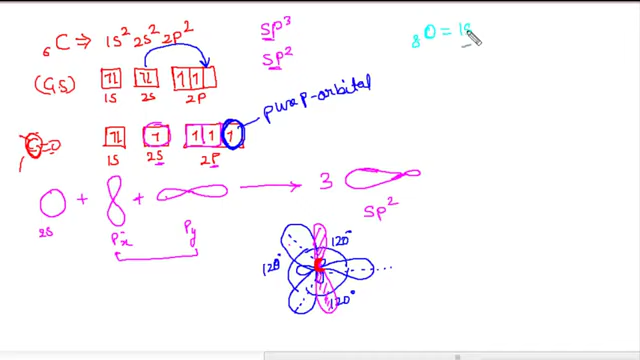 ₆C ⇒ 1s² 2s² 2p²
sp³
sp²
₈O = 1s
(GS)
1S 2S 2P
pure p-orbital
1S 2S 2P
+ + → 3
2S Px Py sp²
120°
120°
120°